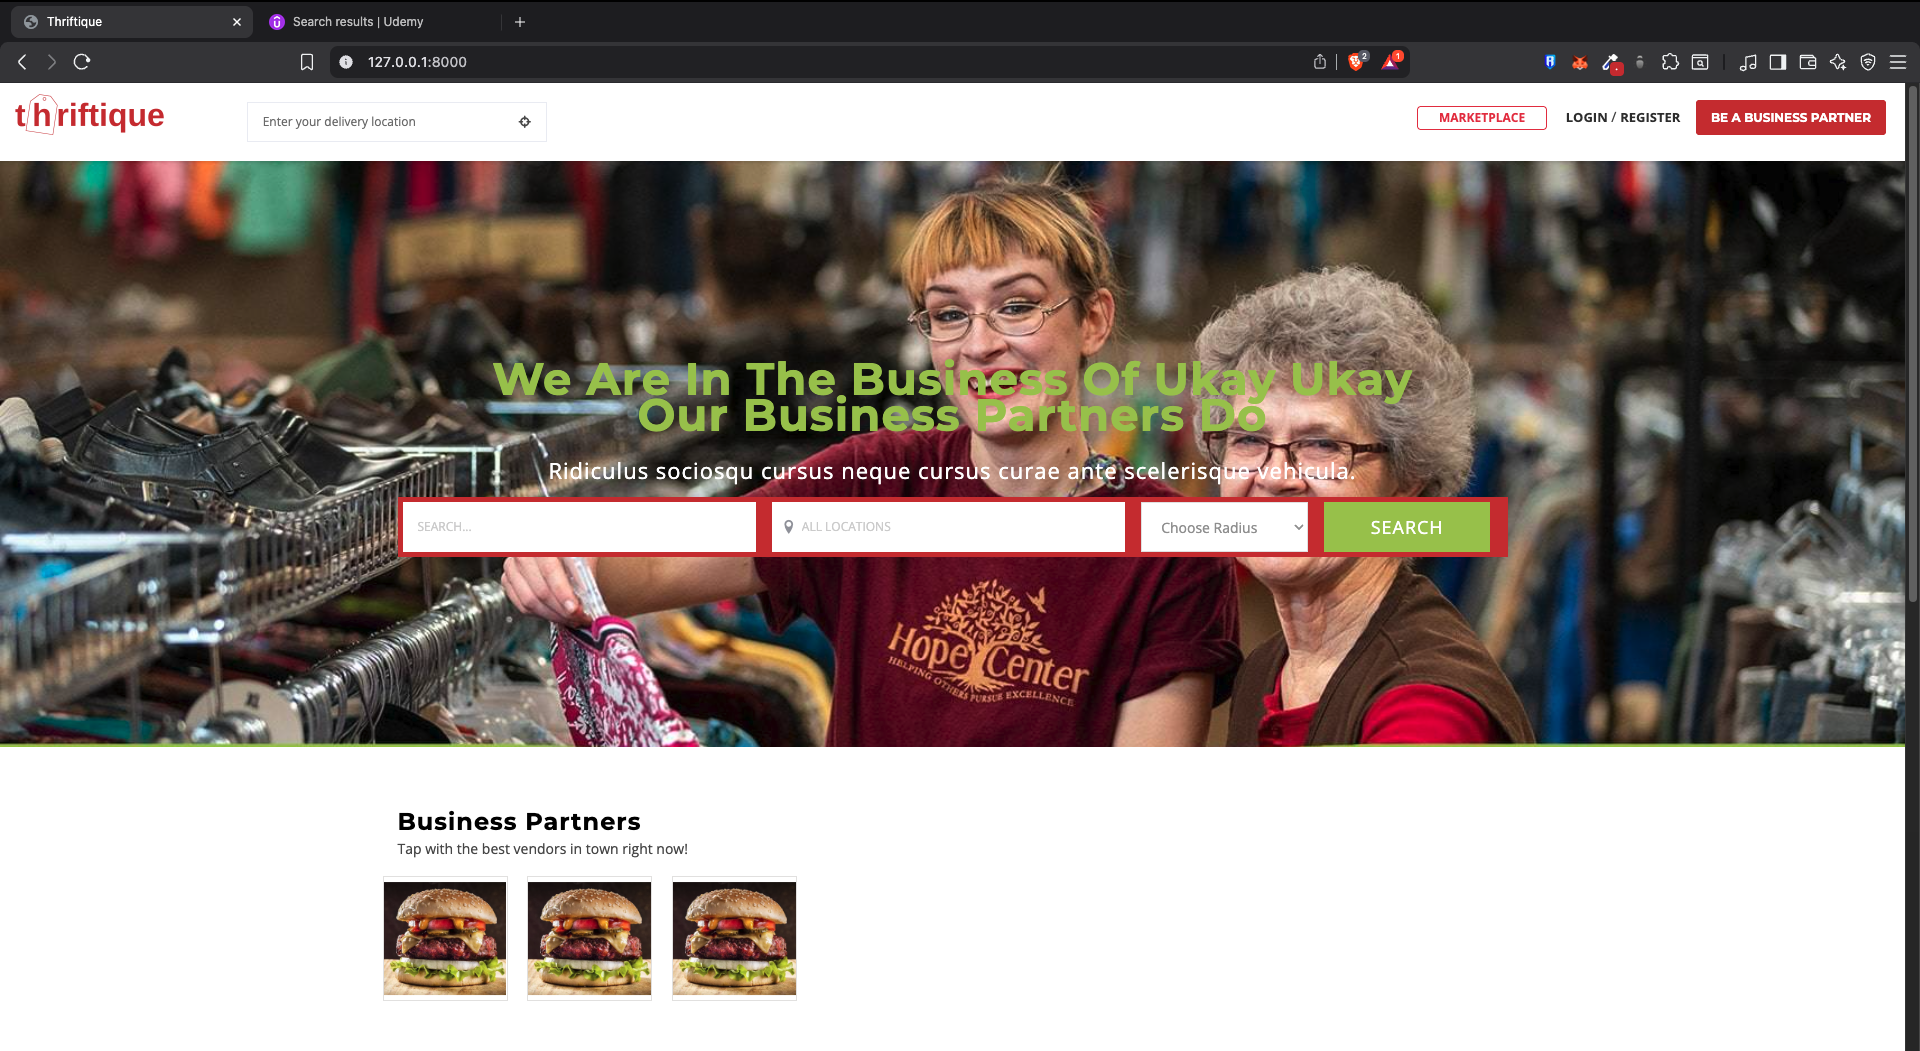 Thriftique
Search results | Udemy
127.0.0.1:8000
2
1
thriftique
Enter your delivery location
MARKETPLACE
LOGIN / REGISTER
BE A BUSINESS PARTNER
We Are In The Business Of Ukay Ukay
Our Business Partners Do
Ridiculus sociosqu cursus neque cursus curae ante scelerisque vehicula.
SEARCH...
ALL LOCATIONS
Choose Radius
SEARCH
Hope Center
HELPING OTHERS PURSUE EXCELLENCE
XL
Business Partners
Tap with the best vendors in town right now!